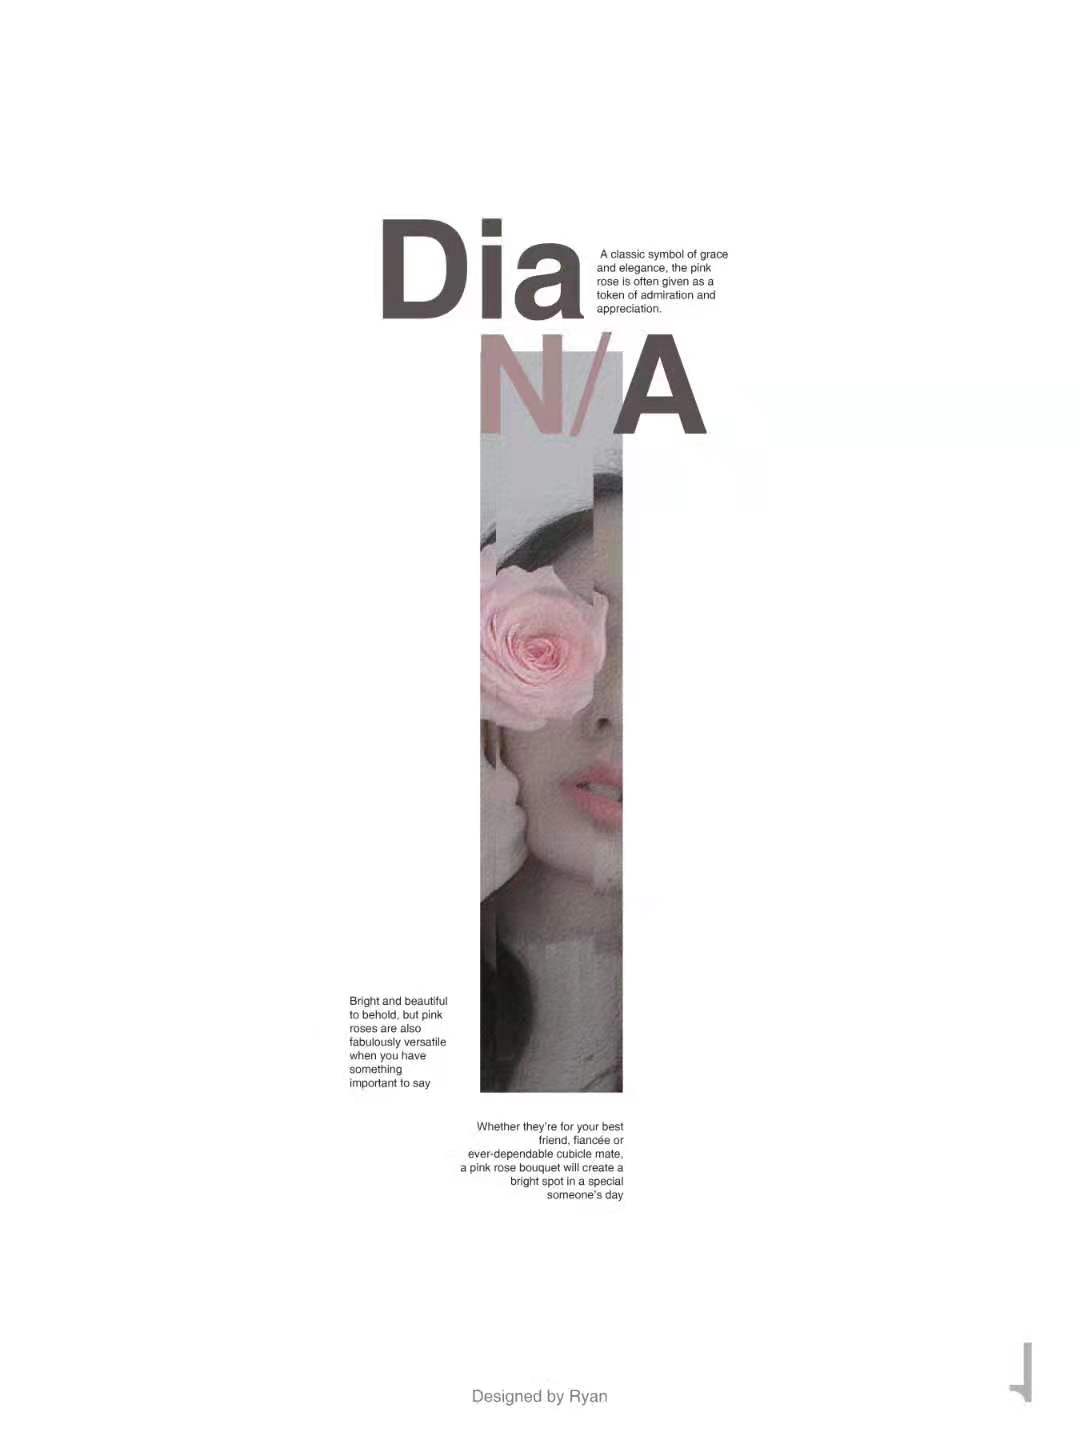 Dia
A classic symbol of grace
and elegance, the pink
rose is often given as a
token of admiration and
appreciation.
N/A
Bright and beautiful
to behold, but pink
roses are also
fabulously versatile
when you have
something
important to say
Whether they're for your best
friend, fiancée or
ever-dependable cubicle mate,
a pink rose bouquet will create a
bright spot in a special
someone's day
Designed by Ryan
1